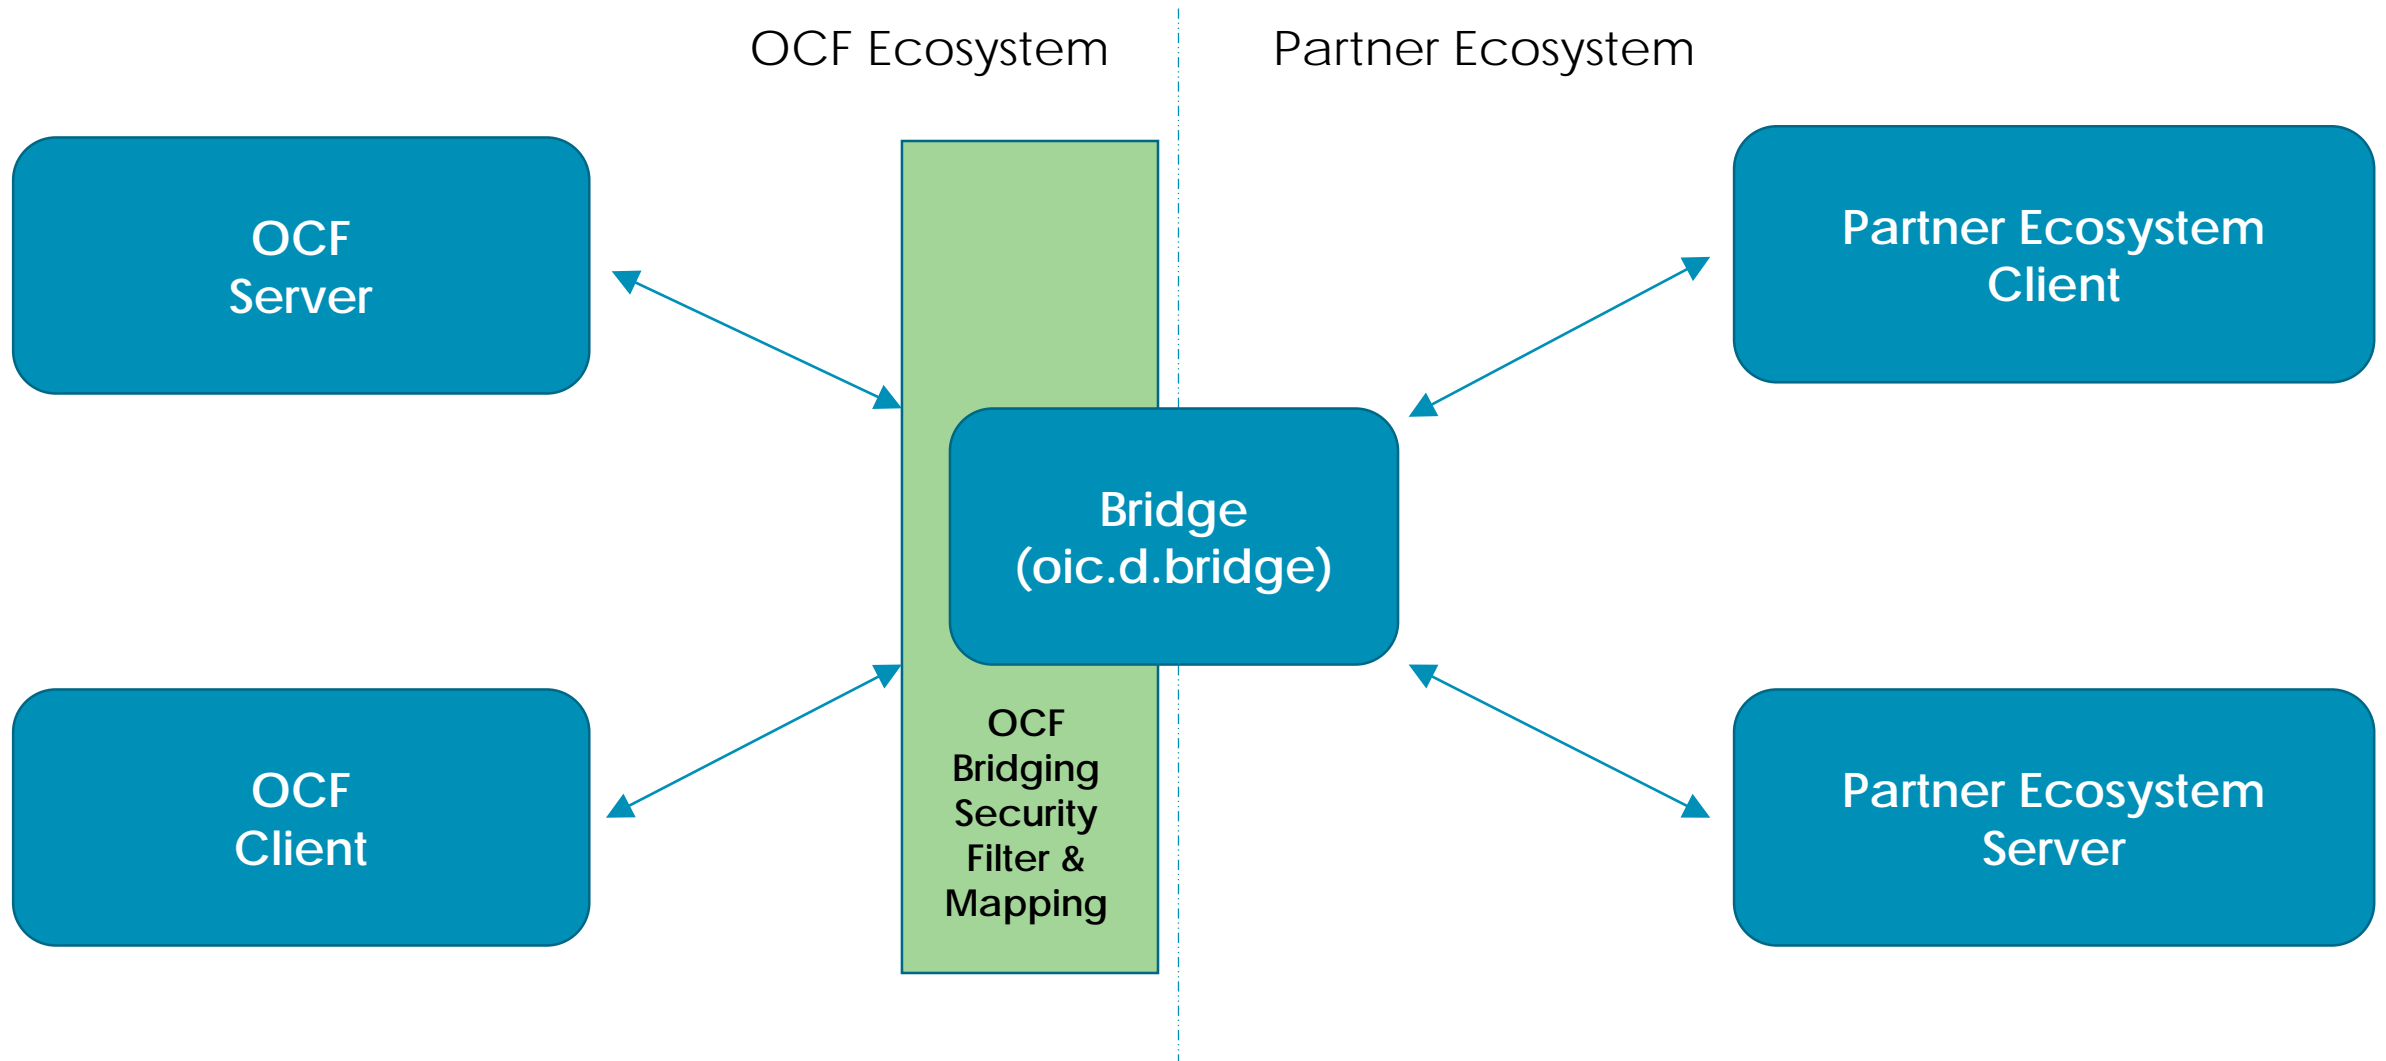 OCF Ecosystem
Partner Ecosystem
OCF
Server
Partner Ecosystem
Client
Bridge
(oic.d.bridge)
OCF
Client
OCF
Bridging
Security
Filter &
Mapping
Partner Ecosystem
Server